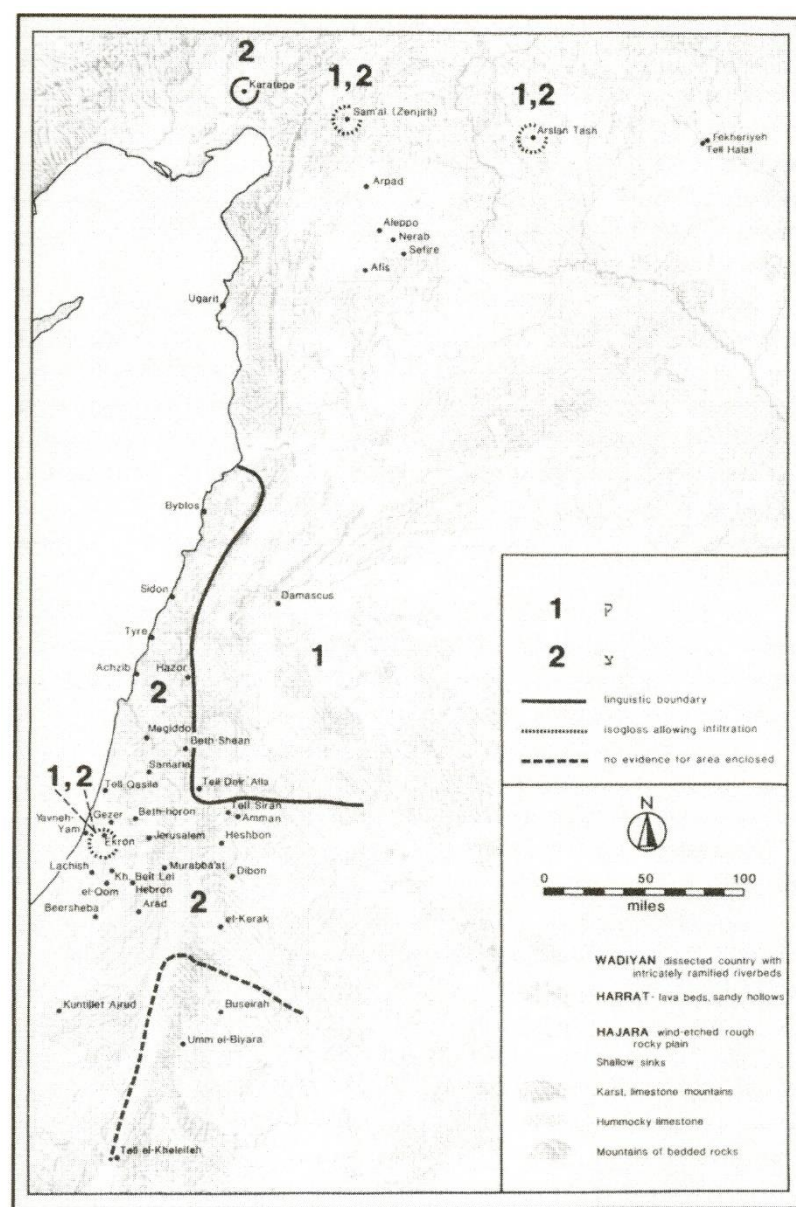 2
Karatepe
1,2
Sam'al (Zenjirli)
1,2
Arslan Tash
Fekheriyeh
Tell Halaf
Arpad
Aleppo
Nerab
Sefire
Afis
Ugarit
Byblos
Sidon
Damascus
Tyre
1
Achzib
Hazor
2
Megiddo
Beth-Shean
Samaria
1,2
Tell Qasile
Tell Deir ʿAlla
Yavneh-
Yam
Gezer
Beth-horon
Tell Siran
Amman
Ekron
Jerusalem
Heshbon
Lachish
Murabba'at
Kh. Beit Lei
Dibon
el-Qom
Hebron
Beersheba
Arad
2
el-Kerak
Kuntillet Ajrud
Buseirah
Umm el-Biyara
Tell el-Kheleifeh
1 ק
2 צ
linguistic boundary
isogloss allowing infiltration
no evidence for area enclosed
N
0 50 100
miles
WADIYAN dissected country with
intricately ramified riverbeds
HARRAT - lava beds, sandy hollows
HAJARA wind-etched rough
rocky plain
Shallow sinks
Karst, limestone mountains
Hummocky limestone
Mountains of bedded rocks